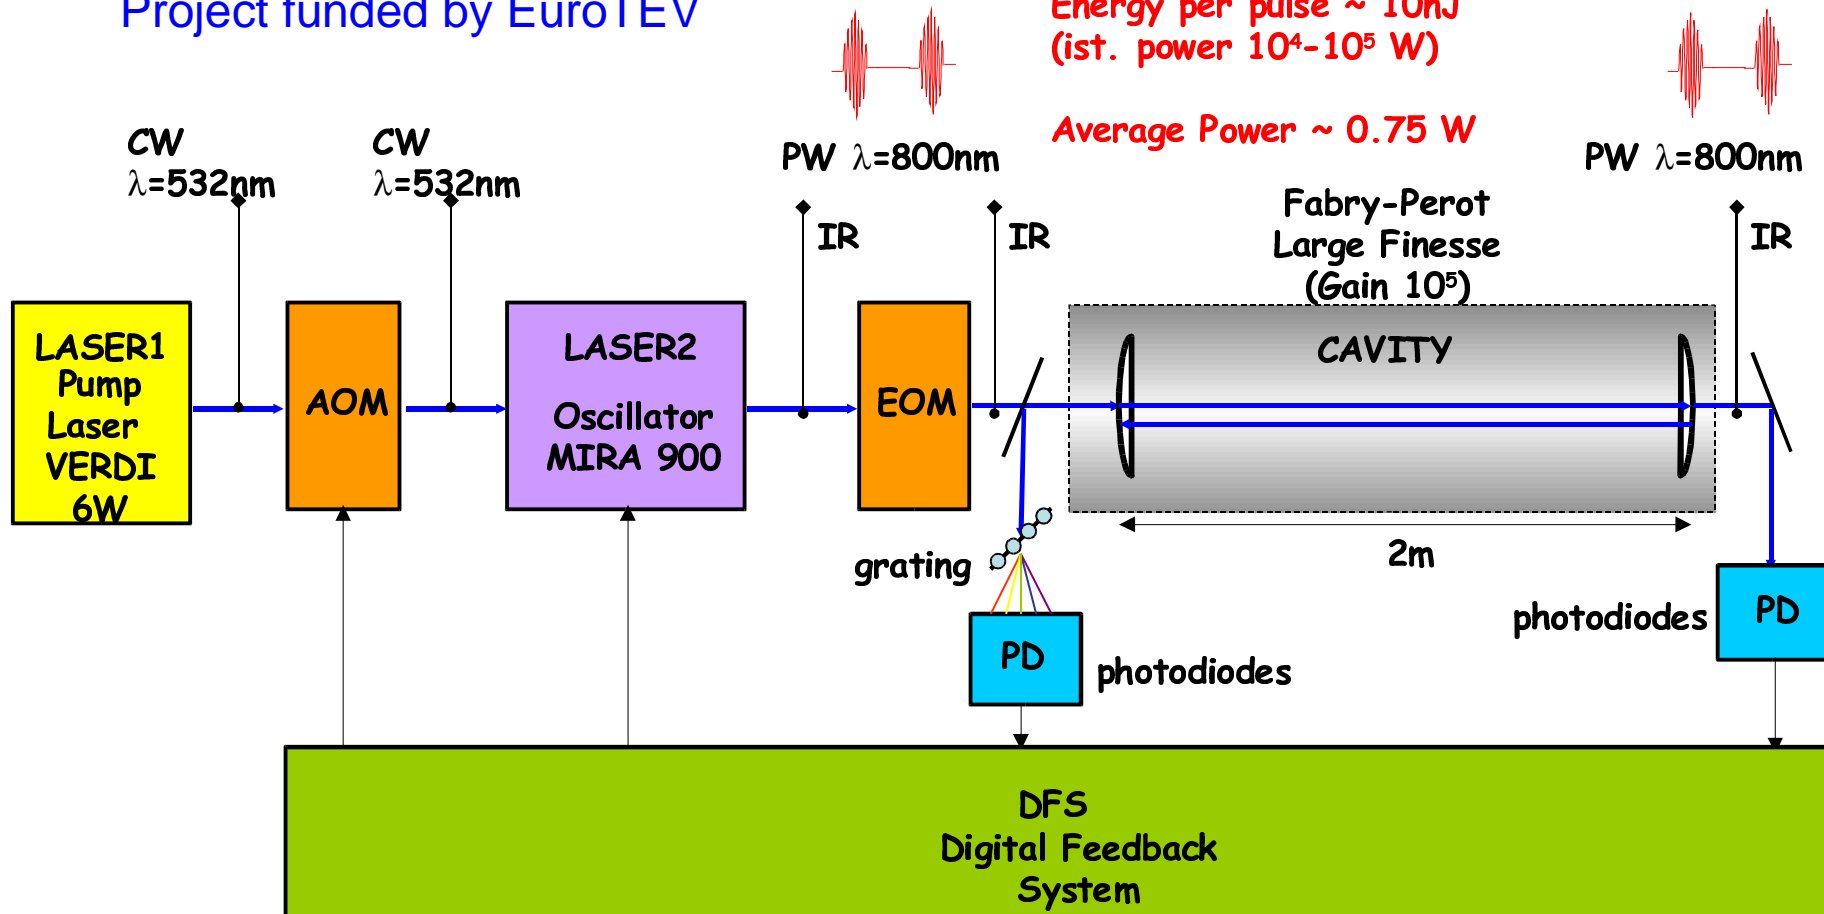 Project funded by EuroTEV
Energy per pulse ~ 10nJ
(ist. power 10⁴-10⁵ W)
Average Power ~ 0.75 W
CW
λ=532nm
CW
λ=532nm
PW λ=800nm
PW λ=800nm
IR
IR
IR
Fabry-Perot
Large Finesse
(Gain 10⁵)
LASER1
Pump
Laser
VERDI
6W
AOM
LASER2
Oscillator
MIRA 900
EOM
CAVITY
2m
grating
PD
photodiodes
photodiodes
PD
DFS
Digital Feedback
System